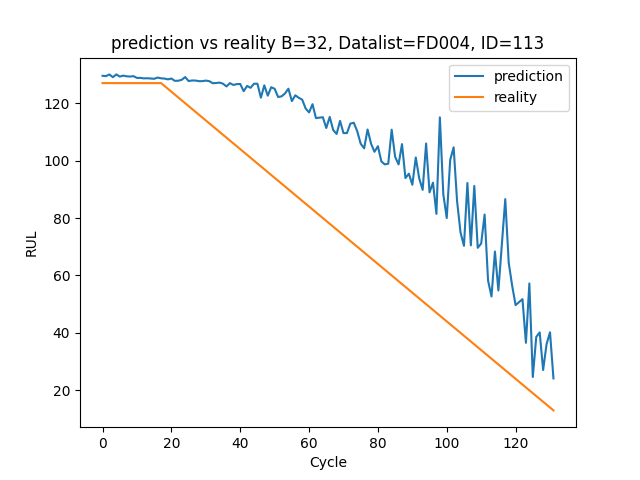 prediction vs reality B=32, Datalist=FD004, ID=113
prediction
reality
120
100
80
60
40
20
RUL
0 20 40 60 80 100 120
Cycle